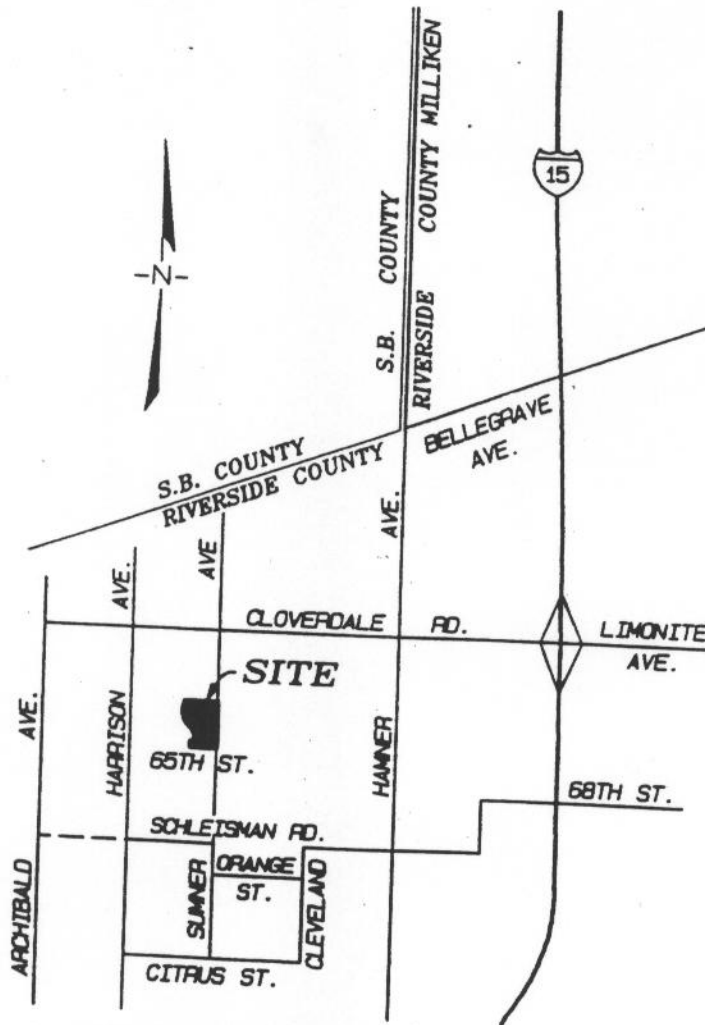 S.B. COUNTY
RIVERSIDE COUNTY
MILLIKEN
15
-N-
S.B. COUNTY
RIVERSIDE COUNTY
BELLEGRAVE
AVE.
AVE.
AVE
AVE.
CLOVERDALE RD.
LIMONITE
AVE.
SITE
AVE.
HARRISON
HAMNER
65TH ST.
68TH ST.
SCHLEISMAN RD.
ORANGE
ST.
SUMNER
CLEVELAND
ARCHIBALD
CITRUS ST.